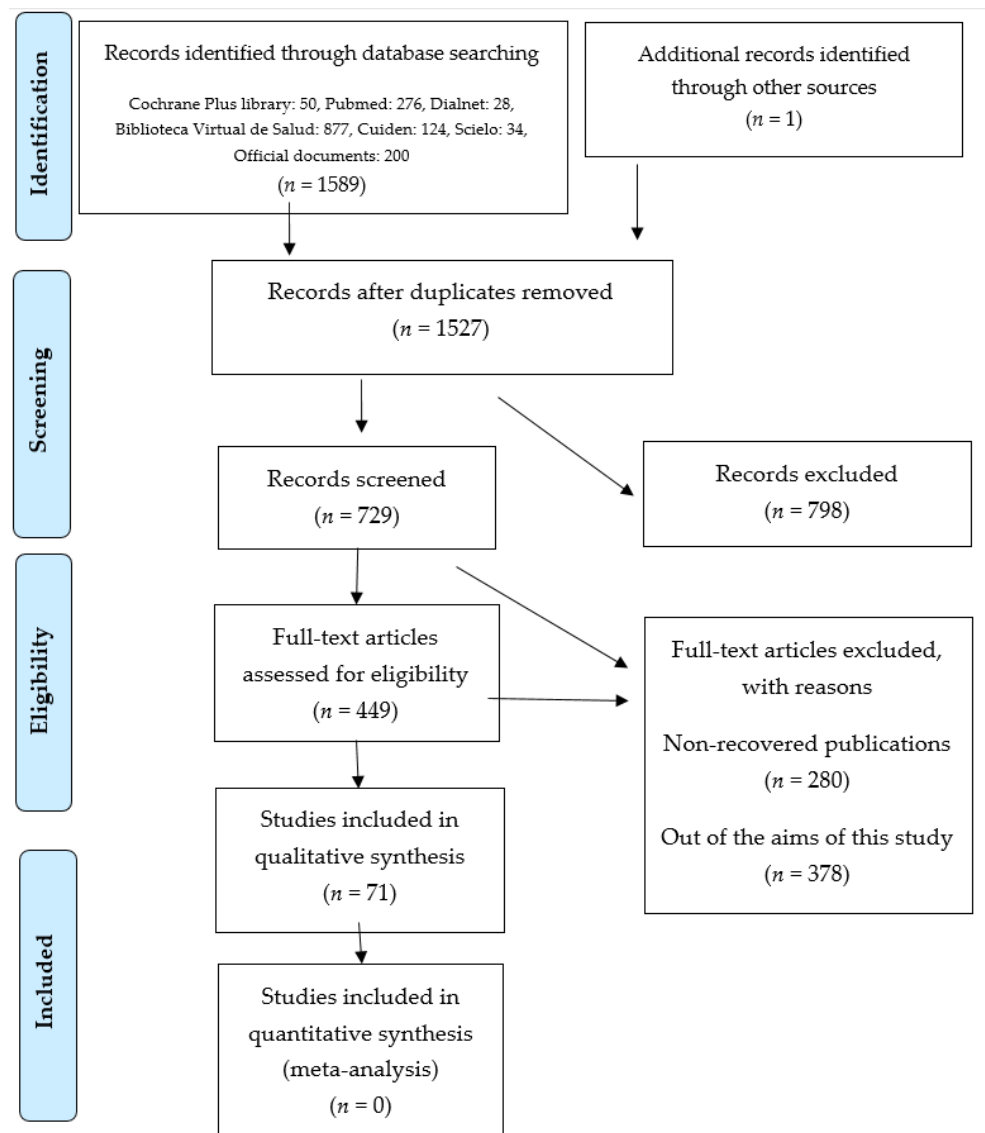 Identification
Records identified through database searching
Cochrane Plus library: 50, Pubmed: 276, Dialnet: 28,
Biblioteca Virtual de Salud: 877, Cuiden: 124, Scielo: 34,
Official documents: 200
(n = 1589)
Additional records identified
through other sources
(n = 1)
Screening
Records after duplicates removed
(n = 1527)
Records screened
(n = 729)
Records excluded
(n = 798)
Eligibility
Full-text articles
assessed for eligibility
(n = 449)
Full-text articles excluded,
with reasons
Non-recovered publications
(n = 280)
Out of the aims of this study
(n = 378)
Studies included in
qualitative synthesis
(n = 71)
Included
Studies included in
quantitative synthesis
(meta-analysis)
(n = 0)